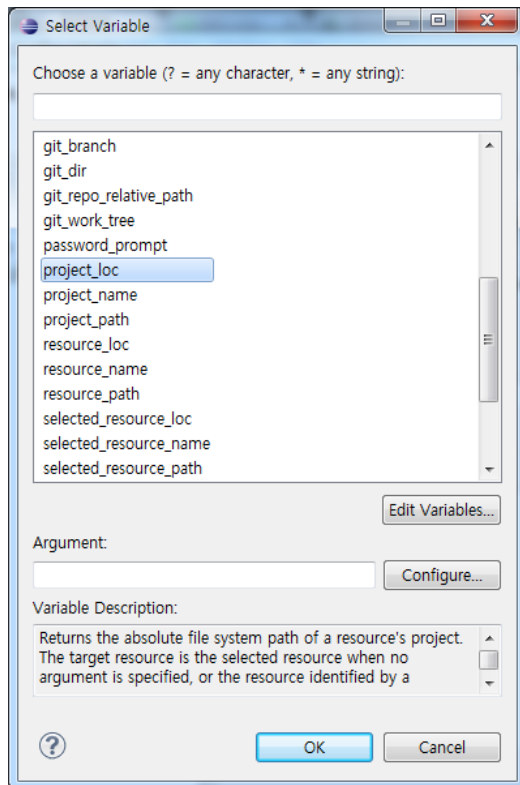 Select Variable
Choose a variable (? = any character, * = any string):
git_branch
git_dir
git_repo_relative_path
git_work_tree
password_prompt
project_loc
project_name
project_path
resource_loc
resource_name
resource_path
selected_resource_loc
selected_resource_name
selected_resource_path
Edit Variables...
Argument:
Configure...
Variable Description:
Returns the absolute file system path of a resource's project.
The target resource is the selected resource when no
argument is specified, or the resource identified by a
?
OK
Cancel